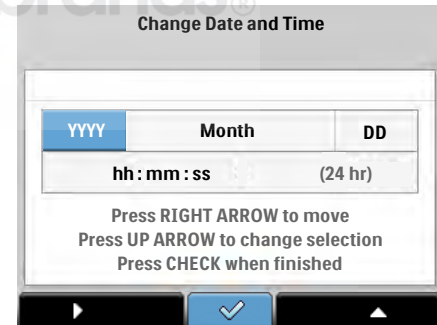 brands®
Change Date and Time
YYYY Month DD
hh : mm : ss (24 hr)
Press RIGHT ARROW to move
Press UP ARROW to change selection
Press CHECK when finished